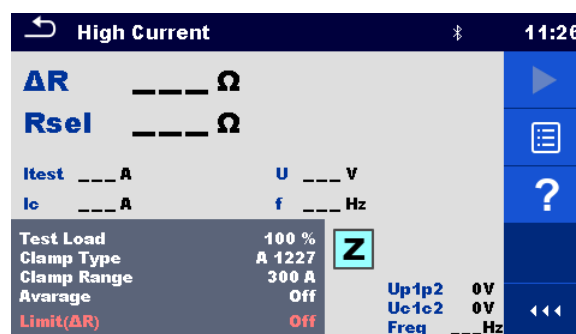 High Current 11:26
ΔR ___ Ω
Rsel ___ Ω
Itest ___ A U ___ V
Ic ___ A f ___ Hz
Test Load 100 %
Clamp Type A 1227
Clamp Range 300 A
Avarage Off
Limit(ΔR) Off
Z
Up1p2 0V
Uc1c2 0V
Freq ___Hz
?